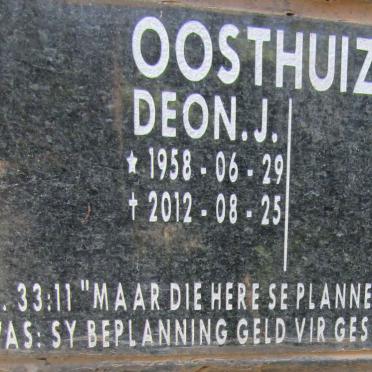 OOSTHUIZ
DEON. J.
★ 1958 - 06 - 29
† 2012 - 08 - 25
. 33:11 "MAAR DIE HERE SE PLANNE
WAS: SY BEPLANNING GELD VIR GES